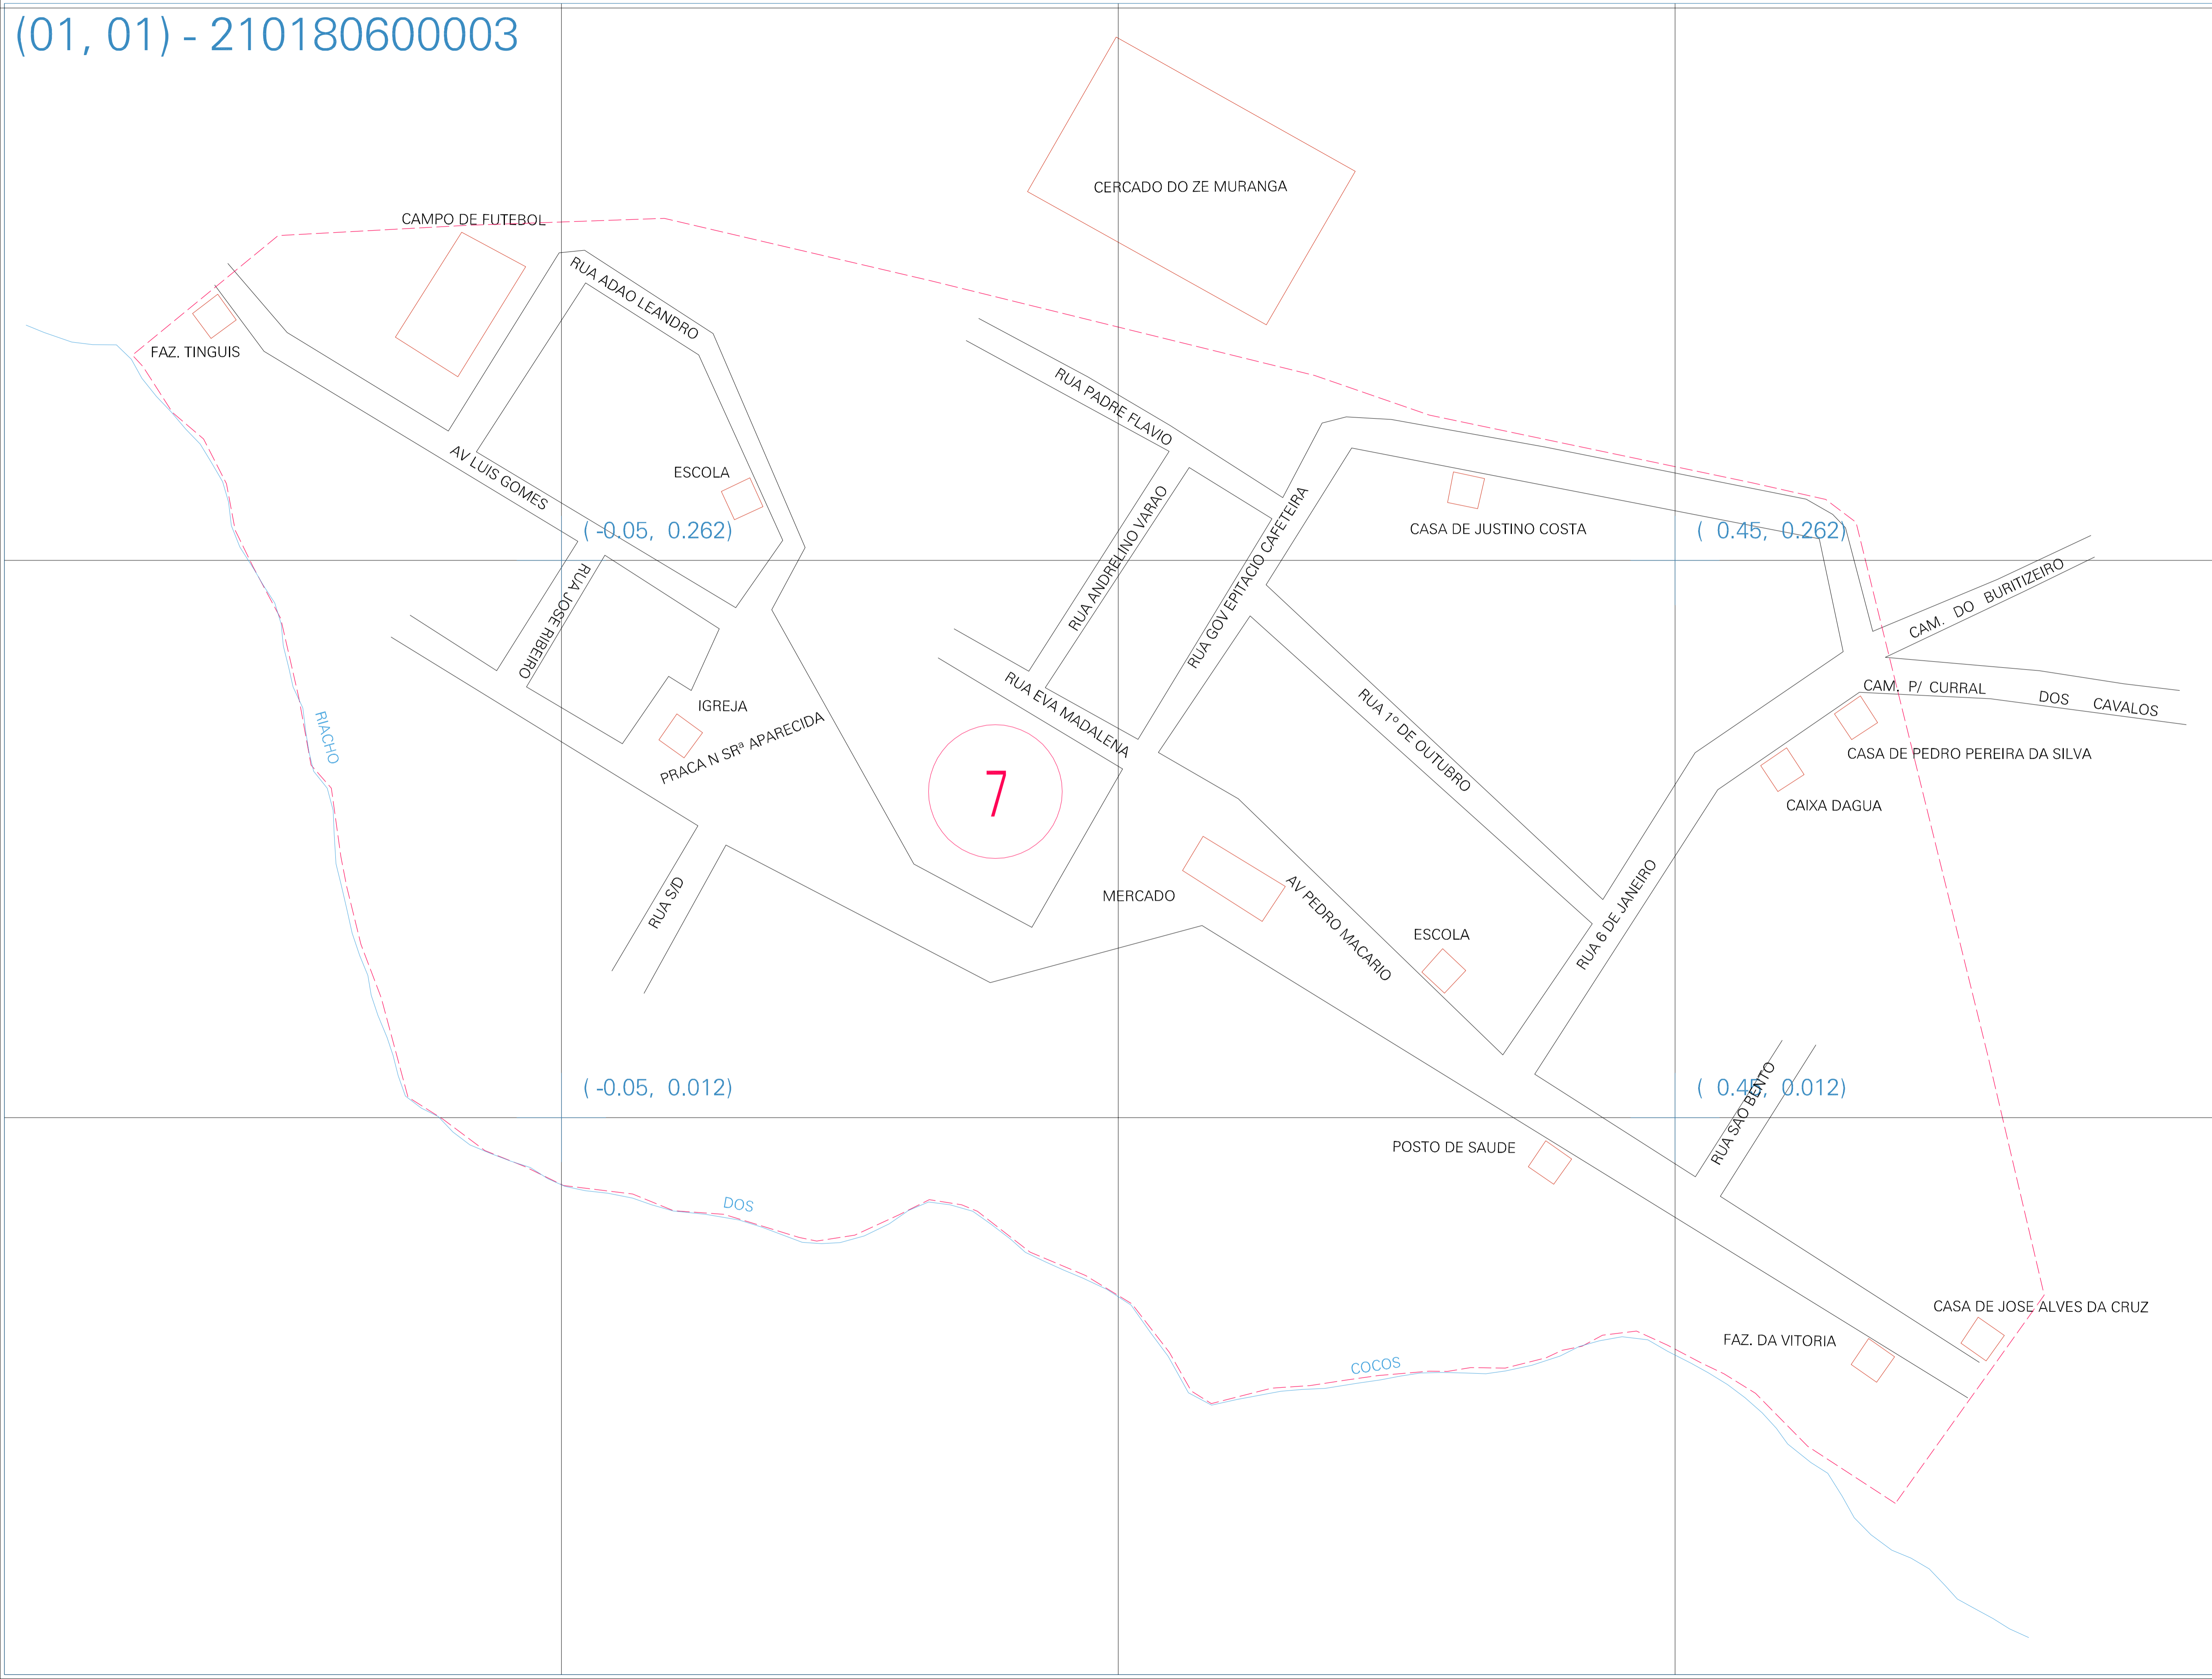 (01, 01) - 210180600003
CERCADO DO ZE MURANGA
CAMPO DE FUTEBOL
RUA ADAO LEANDRO
FAZ. TINGUIS
RUA PADRE FLAVIO
AV LUIS GOMES
ESCOLA
( -0.05, 0.262)
RUA ANDRELINO VARAO
RUA GOV EPITACIO CAFETEIRA
CASA DE JUSTINO COSTA
( 0.45, 0.262)
CAM. DO BURITIZEIRO
RUA JOSE RIBEIRO
RUA EVA MADALENA
CAM. P/ CURRAL DOS CAVALOS
IGREJA
PRACA N SRª APARECIDA
RIACHO
RUA 1º DE OUTUBRO
CASA DE PEDRO PEREIRA DA SILVA
7
CAIXA DAGUA
MERCADO
RUA S/D
AV PEDRO MACARIO
RUA 6 DE JANEIRO
ESCOLA
( -0.05, 0.012)
( 0.45, 0.012)
RUA SAO BENTO
POSTO DE SAUDE
DOS
CASA DE JOSE ALVES DA CRUZ
FAZ. DA VITORIA
COCOS